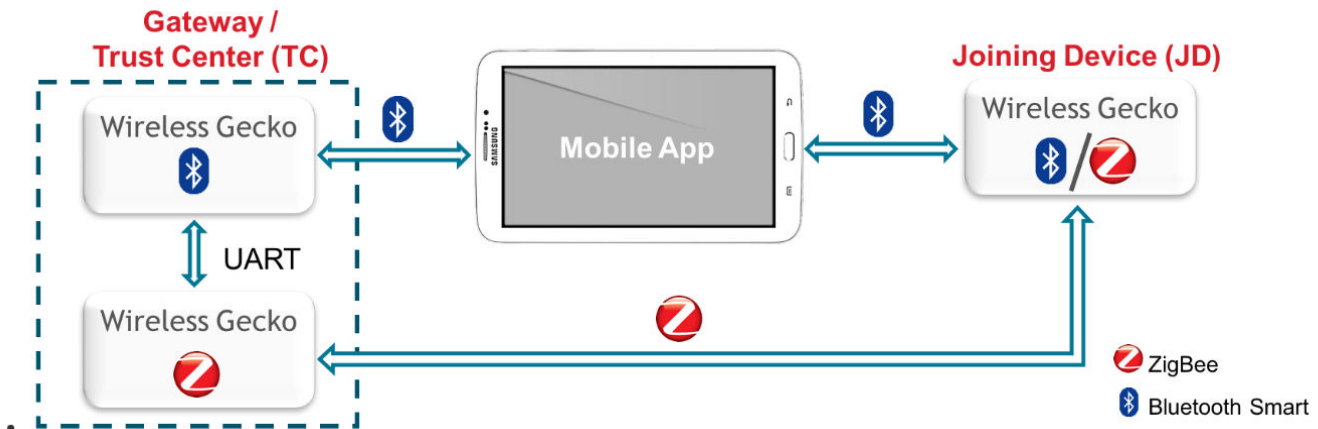 Gateway /
Trust Center (TC)
Joining Device (JD)
Wireless Gecko
SAMSUNG
Mobile App
Wireless Gecko
UART
Wireless Gecko
ZigBee
Bluetooth Smart